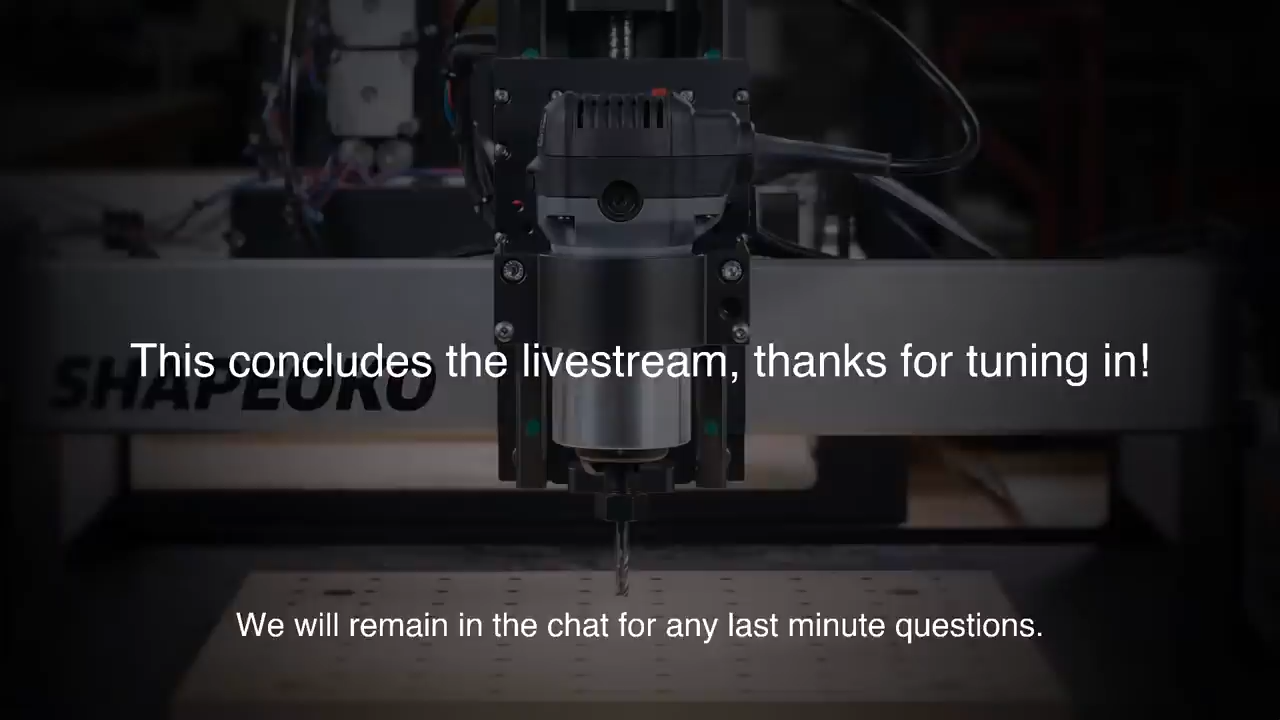 This concludes the livestream, thanks for tuning in!
SHAPEOKO
We will remain in the chat for any last minute questions.